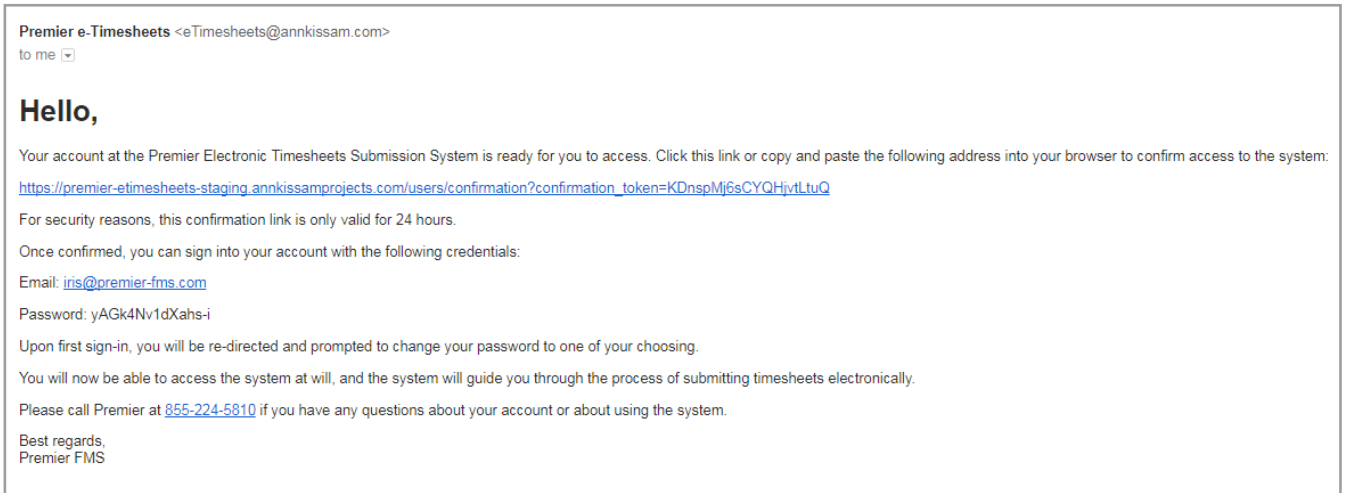 Premier e-Timesheets <eTimesheets@annkissam.com>
to me
Hello,
Your account at the Premier Electronic Timesheets Submission System is ready for you to access. Click this link or copy and paste the following address into your browser to confirm access to the system:
https://premier-etimesheets-staging.annkissamprojects.com/users/confirmation?confirmation_token=KDnspMj6sCYQHjvtLtuQ
For security reasons, this confirmation link is only valid for 24 hours.
Once confirmed, you can sign into your account with the following credentials:
Email: iris@premier-fms.com
Password: yAGk4Nv1dXahs-i
Upon first sign-in, you will be re-directed and prompted to change your password to one of your choosing.
You will now be able to access the system at will, and the system will guide you through the process of submitting timesheets electronically.
Please call Premier at 855-224-5810 if you have any questions about your account or about using the system.
Best regards,
Premier FMS